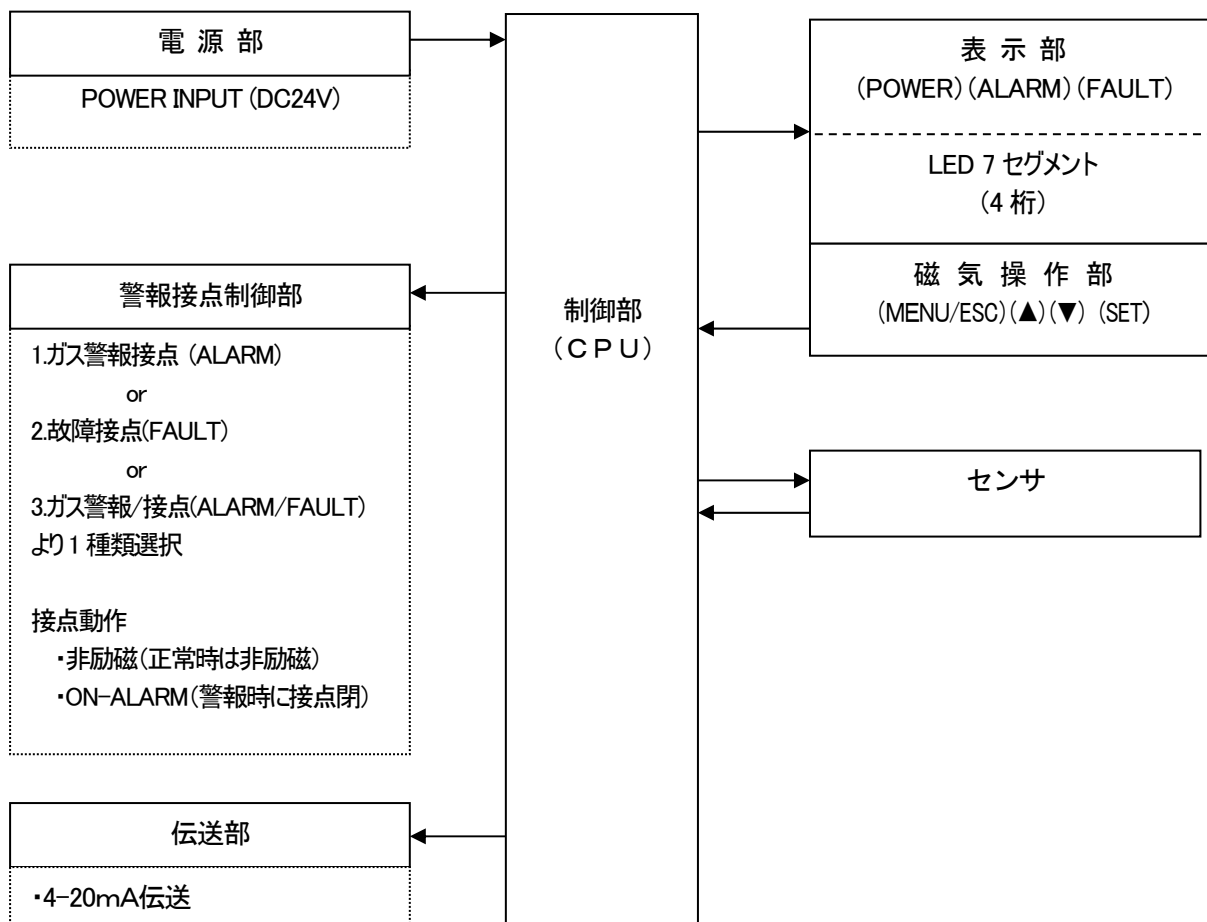 電 源 部
POWER INPUT (DC24V)
警報接点制御部
1.ガス警報接点 (ALARM)
or
2.故障接点(FAULT)
or
3.ガス警報/接点(ALARM/FAULT)
より1 種類選択
接点動作
・非励磁(正常時は非励磁)
・ON-ALARM(警報時に接点閉)
伝送部
・4-20mA伝送
制御部
(CPU)
表 示 部
(POWER)(ALARM)(FAULT)
LED 7 セグメント
(4 桁)
磁 気 操 作 部
(MENU/ESC)(▲)(▼) (SET)
センサ